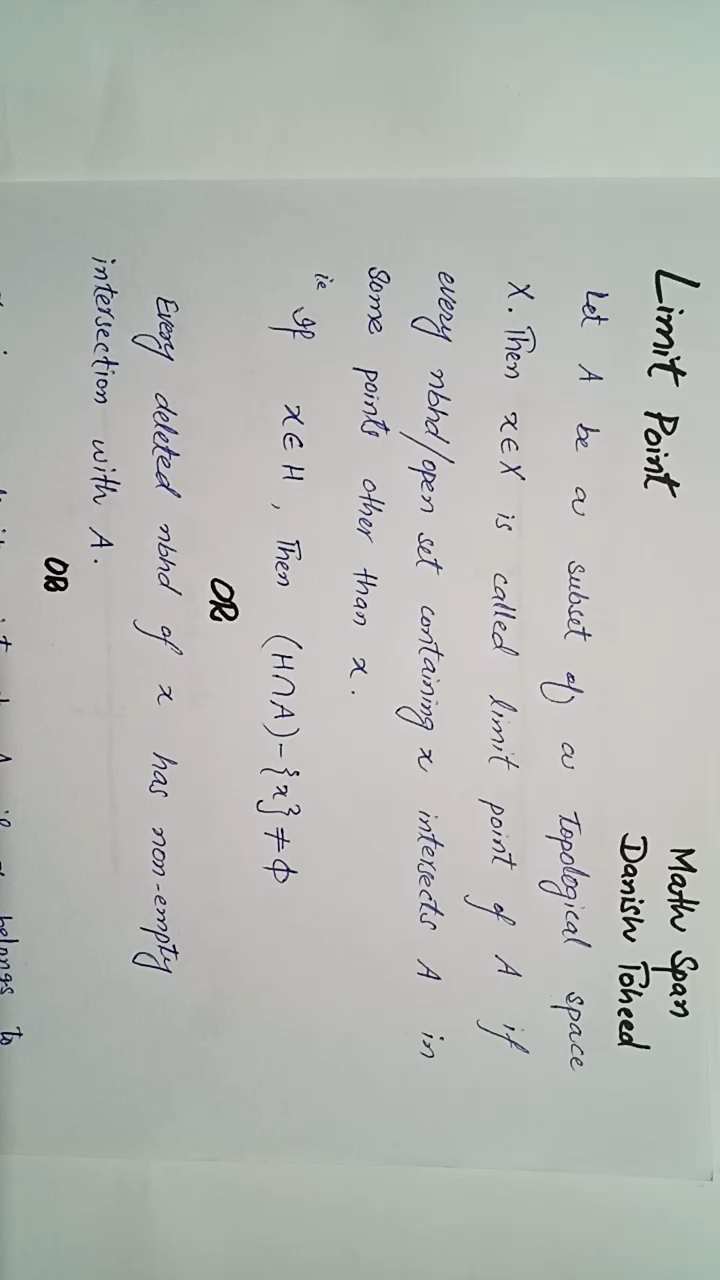 Limit Point
Math Span
Danish Toheed
Let A be a subset of a topological space
X. Then x∈X is called limit point of A if
every nbhd/open set containing x intersects A in
some points other than x.
i.e If x∈H, Then (H∩A)-{x}≠ϕ
OR
Every deleted nbhd of x has non-empty
intersection with A.
OR
belongs to